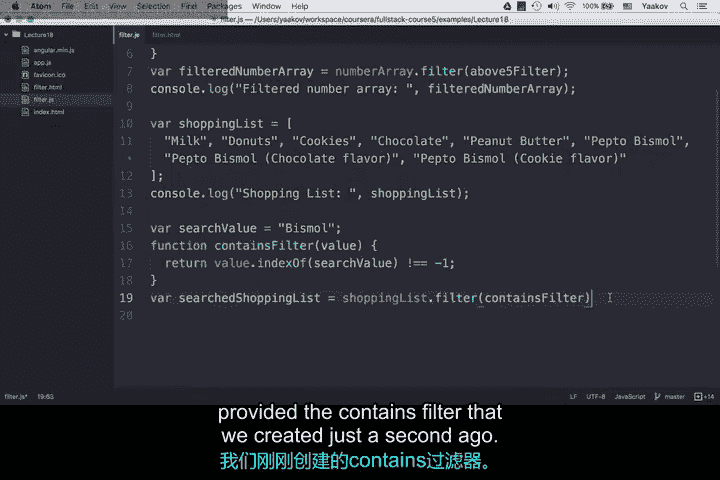 Atom File Edit View Selection Find Packages Window Help 100% Yaakov
filter.js — /Users/yaakov/workspace/coursera/fullstack-course5/examples/Lecture18
Lecture18
angular.min.js
app.js
favicon.ico
filter.html
filter.js
index.html
filter.js filter.html
6 }
7 var filteredNumberArray = numberArray.filter(above5Filter);
8 console.log("Filtered number array: ", filteredNumberArray);
9
10 var shoppingList = [
11 "Milk", "Donuts", "Cookies", "Chocolate", "Peanut Butter", "Pepto Bismol",
• "Pepto Bismol (Chocolate flavor)", "Pepto Bismol (Cookie flavor)"
12 ];
13 console.log("Shopping List: ", shoppingList);
14
15 var searchValue = "Bismol";
16 function containsFilter(value) {
17 return value.indexOf(searchValue) !== -1;
18 }
19 var searchedShoppingList = shoppingList.filter(containsFilter)
20
provided the contains filter that
we created just a second ago.
我们刚刚创建的contains过滤器。
filter.js* 19:63 LF UTF-8 JavaScript master +14